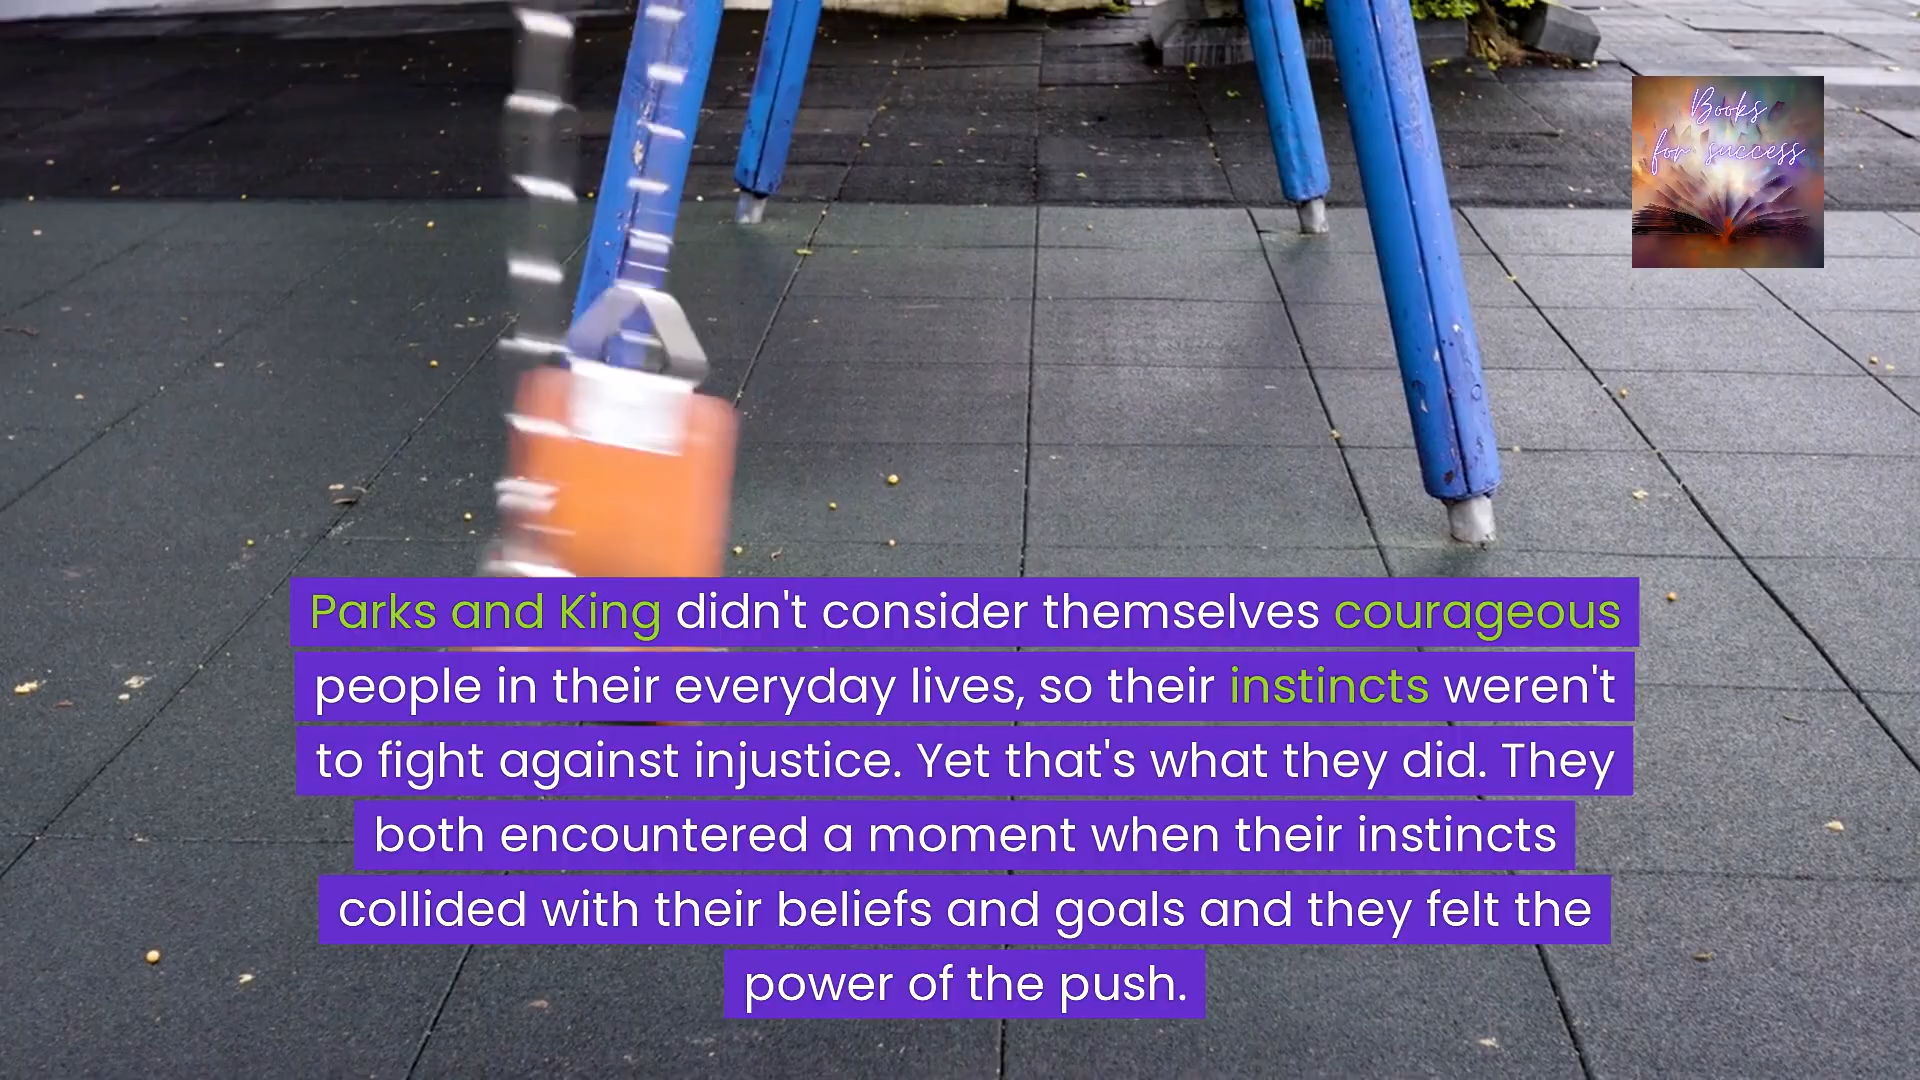 Books
for success
Parks and King didn't consider themselves courageous
people in their everyday lives, so their instincts weren't
to fight against injustice. Yet that's what they did. They
both encountered a moment when their instincts
collided with their beliefs and goals and they felt the
power of the push.